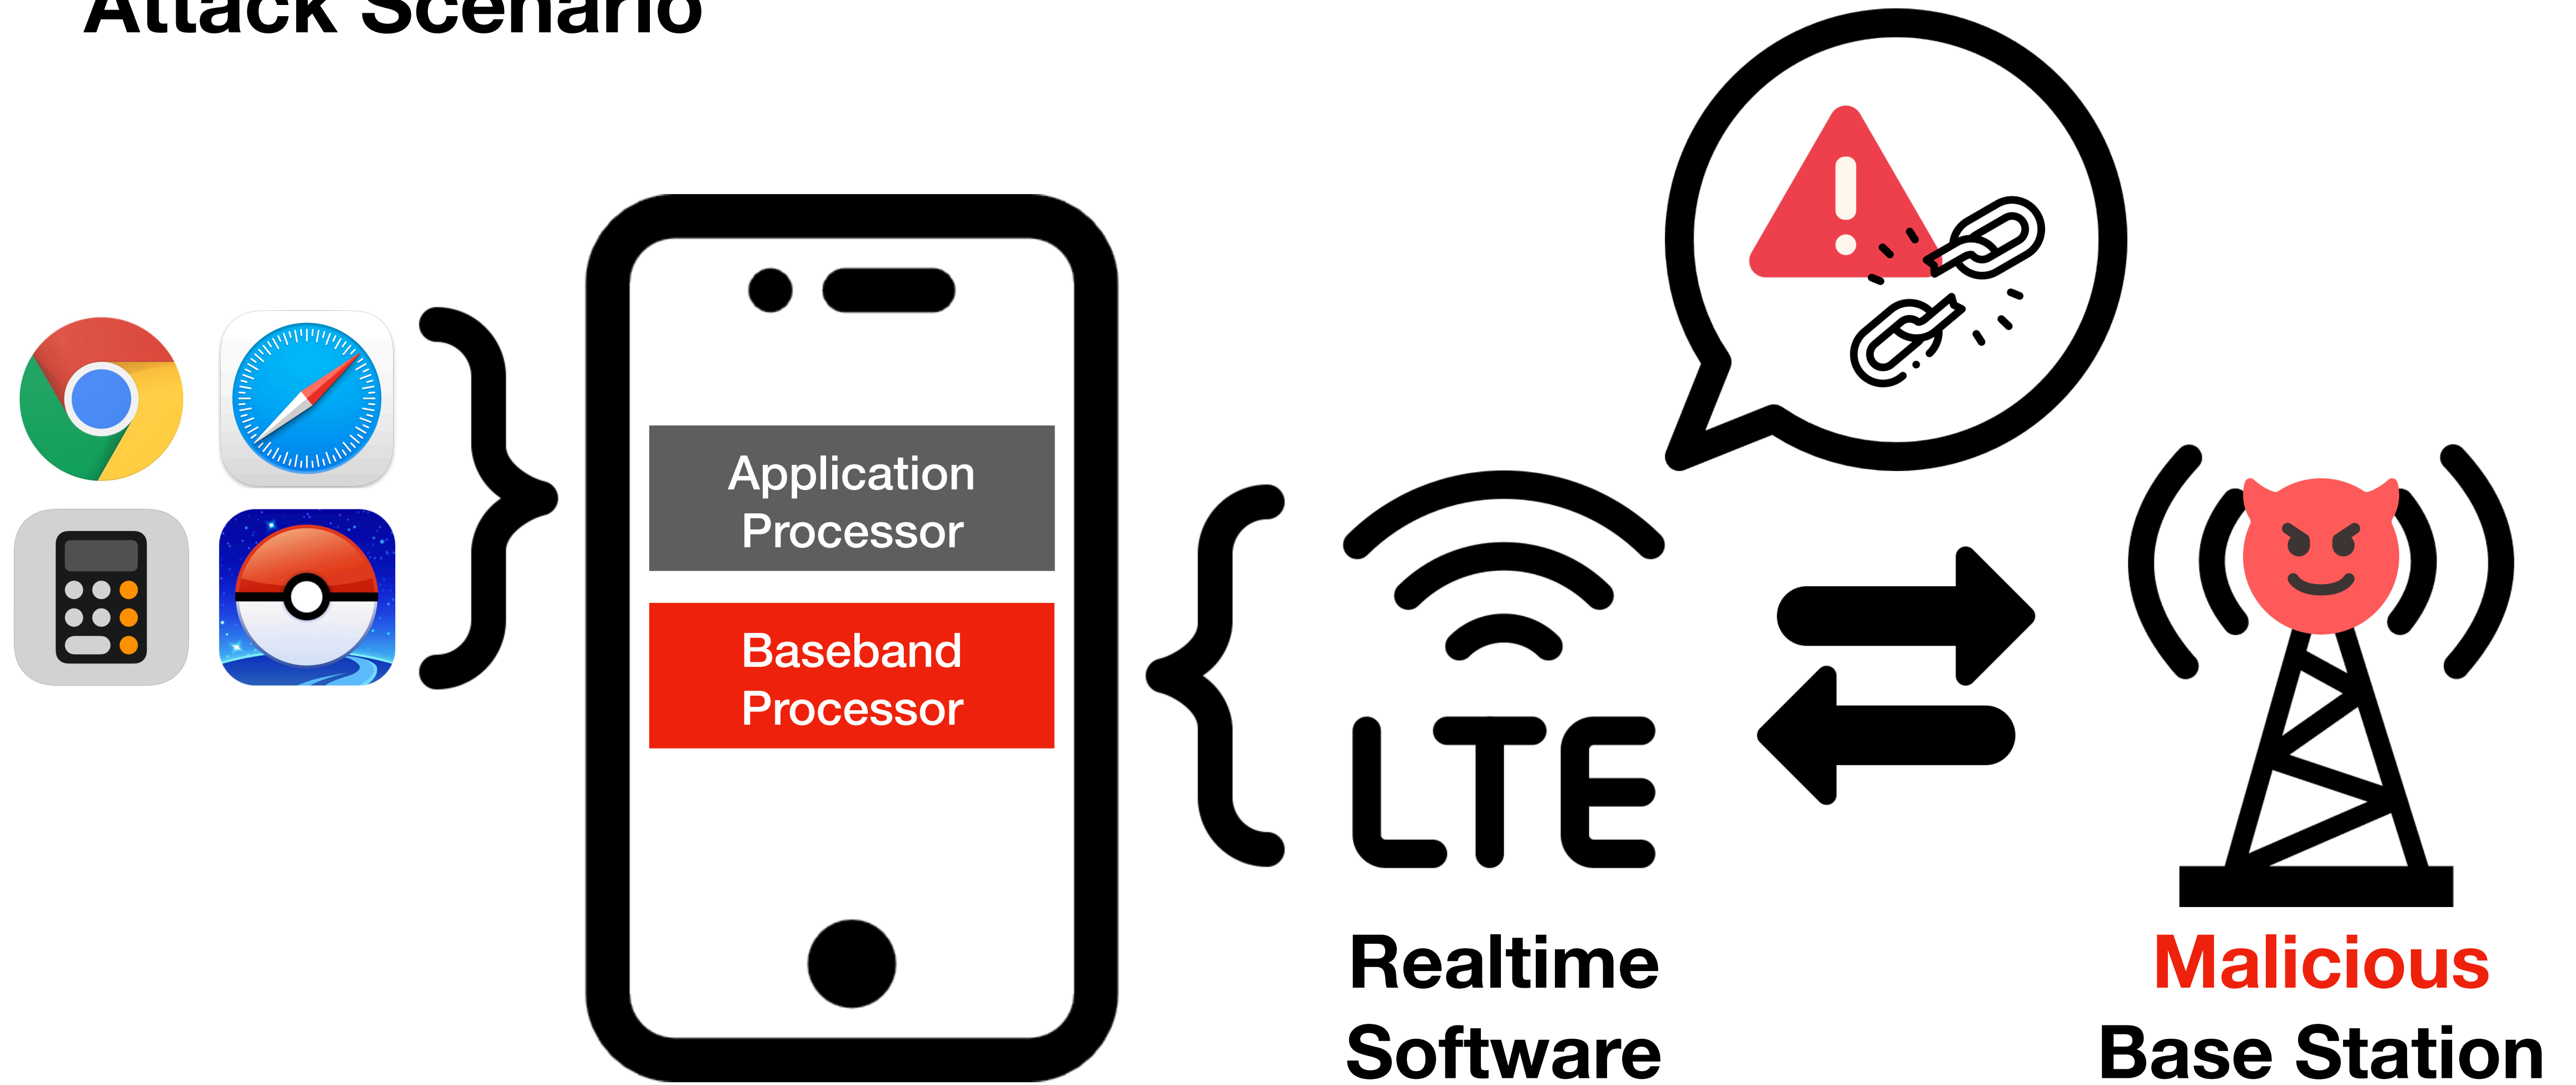 Attack Scenario
Application
Processor
Baseband
Processor
LTE
Realtime
Software
Malicious
Base Station